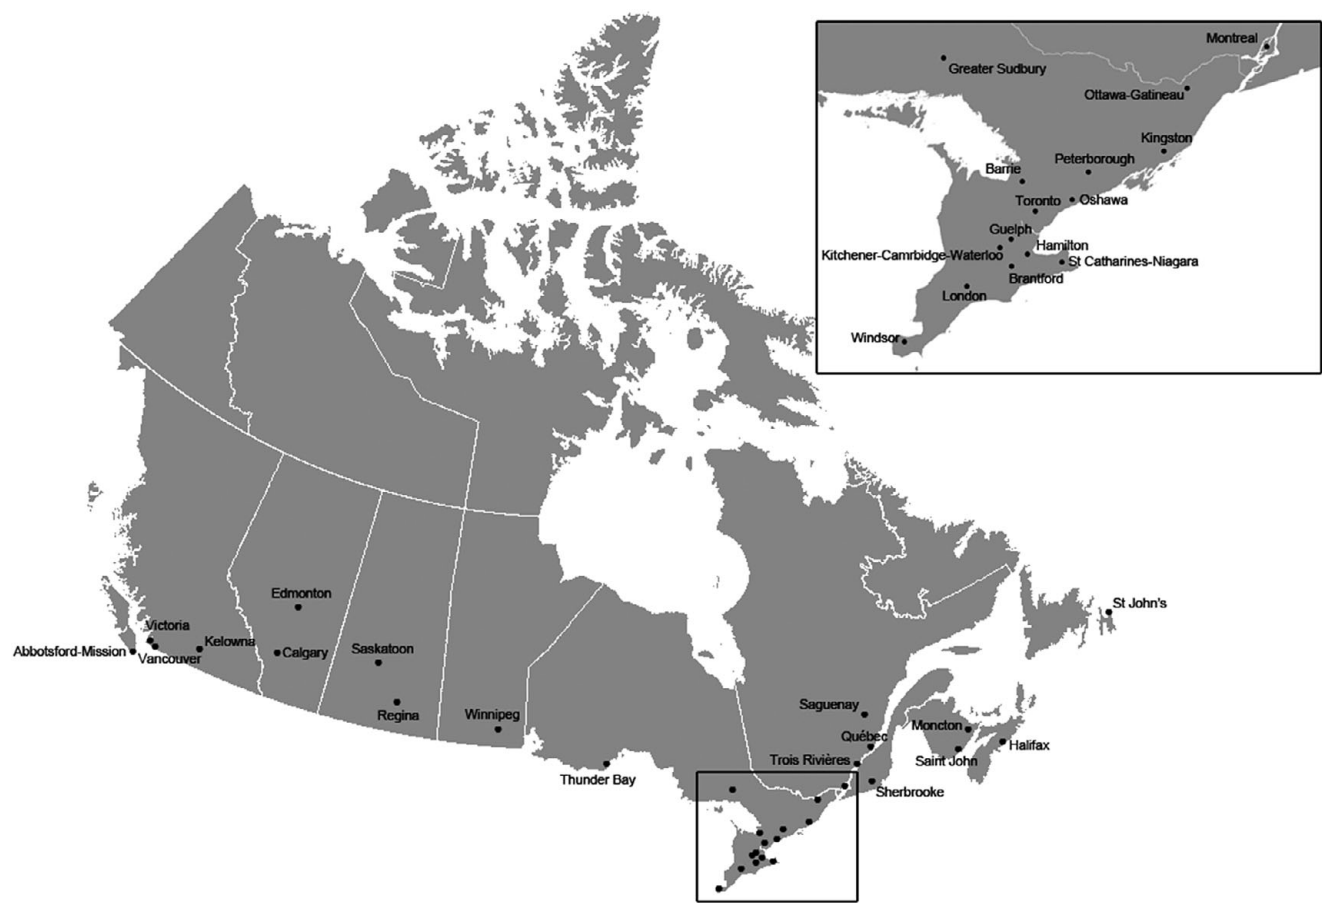 Montreal
Greater Sudbury
Ottawa-Gatineau
Kingston
Peterborough
Barrie
Toronto
Oshawa
Guelph
Hamilton
Kitchener-Camrbidge-Waterloo
St Catharines-Niagara
Brantford
London
Windsor
Edmonton
St John's
Victoria
Kelowna
Abbotsford-Mission
Vancouver
Calgary
Saskatoon
Regina
Winnipeg
Saguenay
Moncton
Québec
Halifax
Saint John
Trois Rivières
Thunder Bay
Sherbrooke